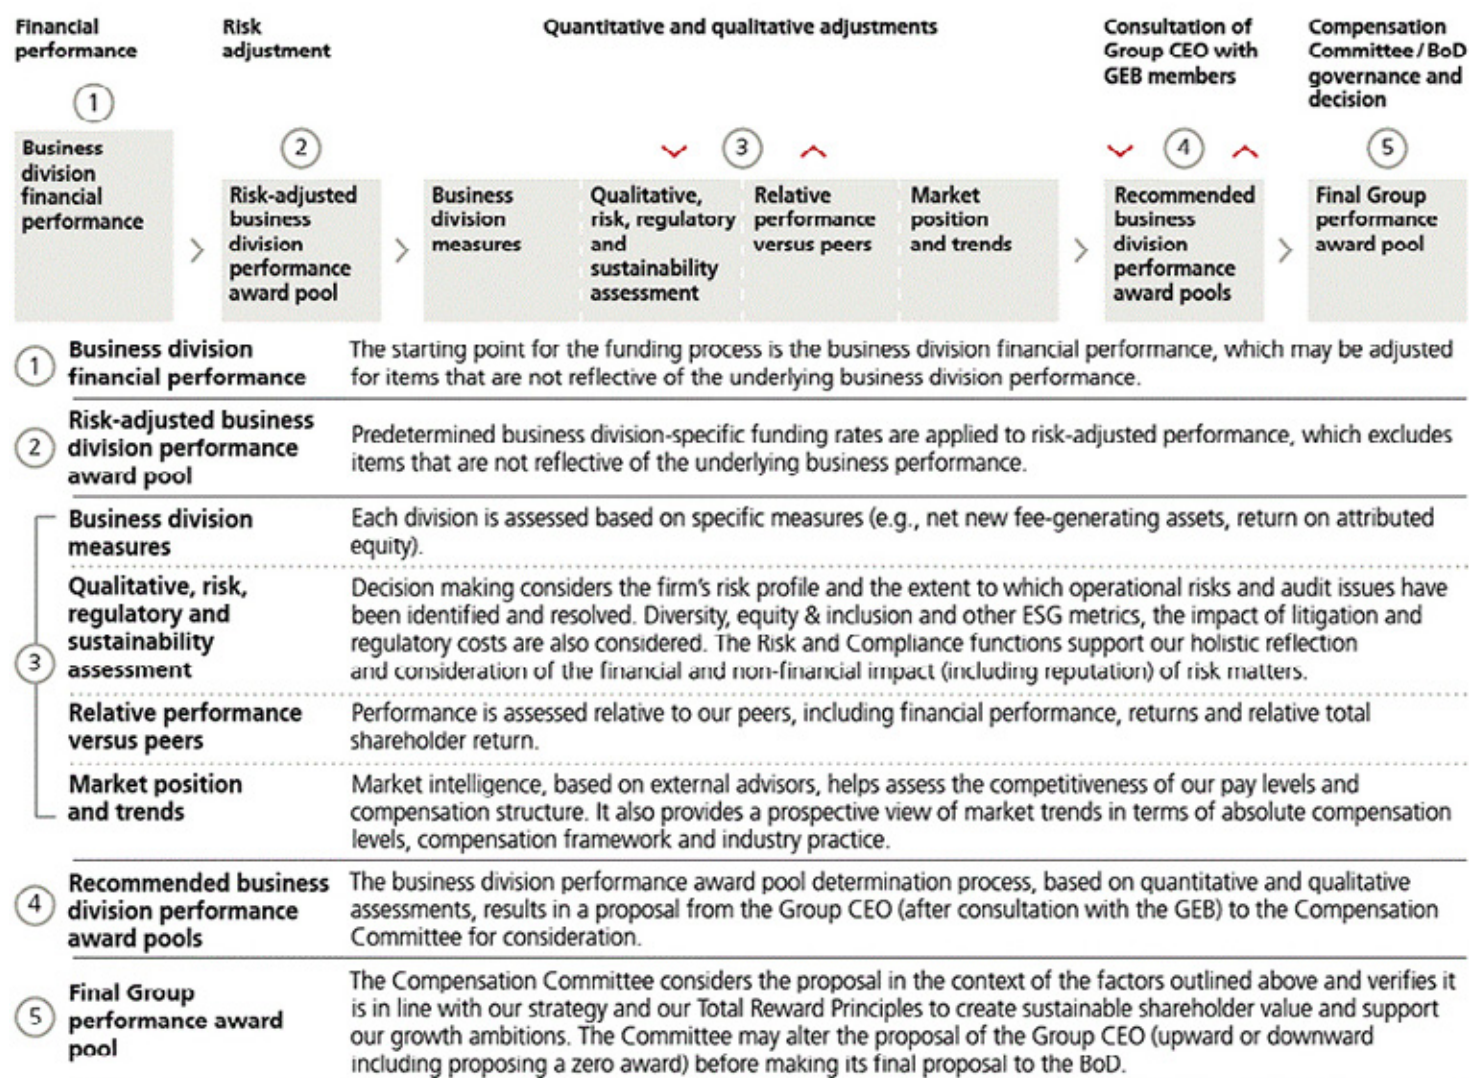 Financial
performance
Risk
adjustment
Quantitative and qualitative adjustments
Consultation of
Group CEO with
GEB members
Compensation
Committee/BoD
governance and
decision
1
2
3
4
5
Business
division
financial
performance
Risk-adjusted
business
division
performance
award pool
Business
division
measures
Qualitative,
risk, regulatory
and
sustainability
assessment
Relative
performance
versus peers
Market
position
and trends
Recommended
business
division
performance
award pools
Final Group
performance
award pool
1
Business division
financial performance
The starting point for the funding process is the business division financial performance, which may be adjusted
for items that are not reflective of the underlying business division performance.
2
Risk-adjusted business
division performance
award pool
Predetermined business division-specific funding rates are applied to risk-adjusted performance, which excludes
items that are not reflective of the underlying business performance.
3
Business division
measures
Each division is assessed based on specific measures (e.g., net new fee-generating assets, return on attributed
equity).
Qualitative, risk,
regulatory and
sustainability
assessment
Decision making considers the firm's risk profile and the extent to which operational risks and audit issues have
been identified and resolved. Diversity, equity & inclusion and other ESG metrics, the impact of litigation and
regulatory costs are also considered. The Risk and Compliance functions support our holistic reflection
and consideration of the financial and non-financial impact (including reputation) of risk matters.
Relative performance
versus peers
Performance is assessed relative to our peers, including financial performance, returns and relative total
shareholder return.
Market position
and trends
Market intelligence, based on external advisors, helps assess the competitiveness of our pay levels and
compensation structure. It also provides a prospective view of market trends in terms of absolute compensation
levels, compensation framework and industry practice.
4
Recommended business
division performance
award pools
The business division performance award pool determination process, based on quantitative and qualitative
assessments, results in a proposal from the Group CEO (after consultation with the GEB) to the Compensation
Committee for consideration.
5
Final Group
performance award
pool
The Compensation Committee considers the proposal in the context of the factors outlined above and verifies it
is in line with our strategy and our Total Reward Principles to create sustainable shareholder value and support
our growth ambitions. The Committee may alter the proposal of the Group CEO (upward or downward
including proposing a zero award) before making its final proposal to the BoD.